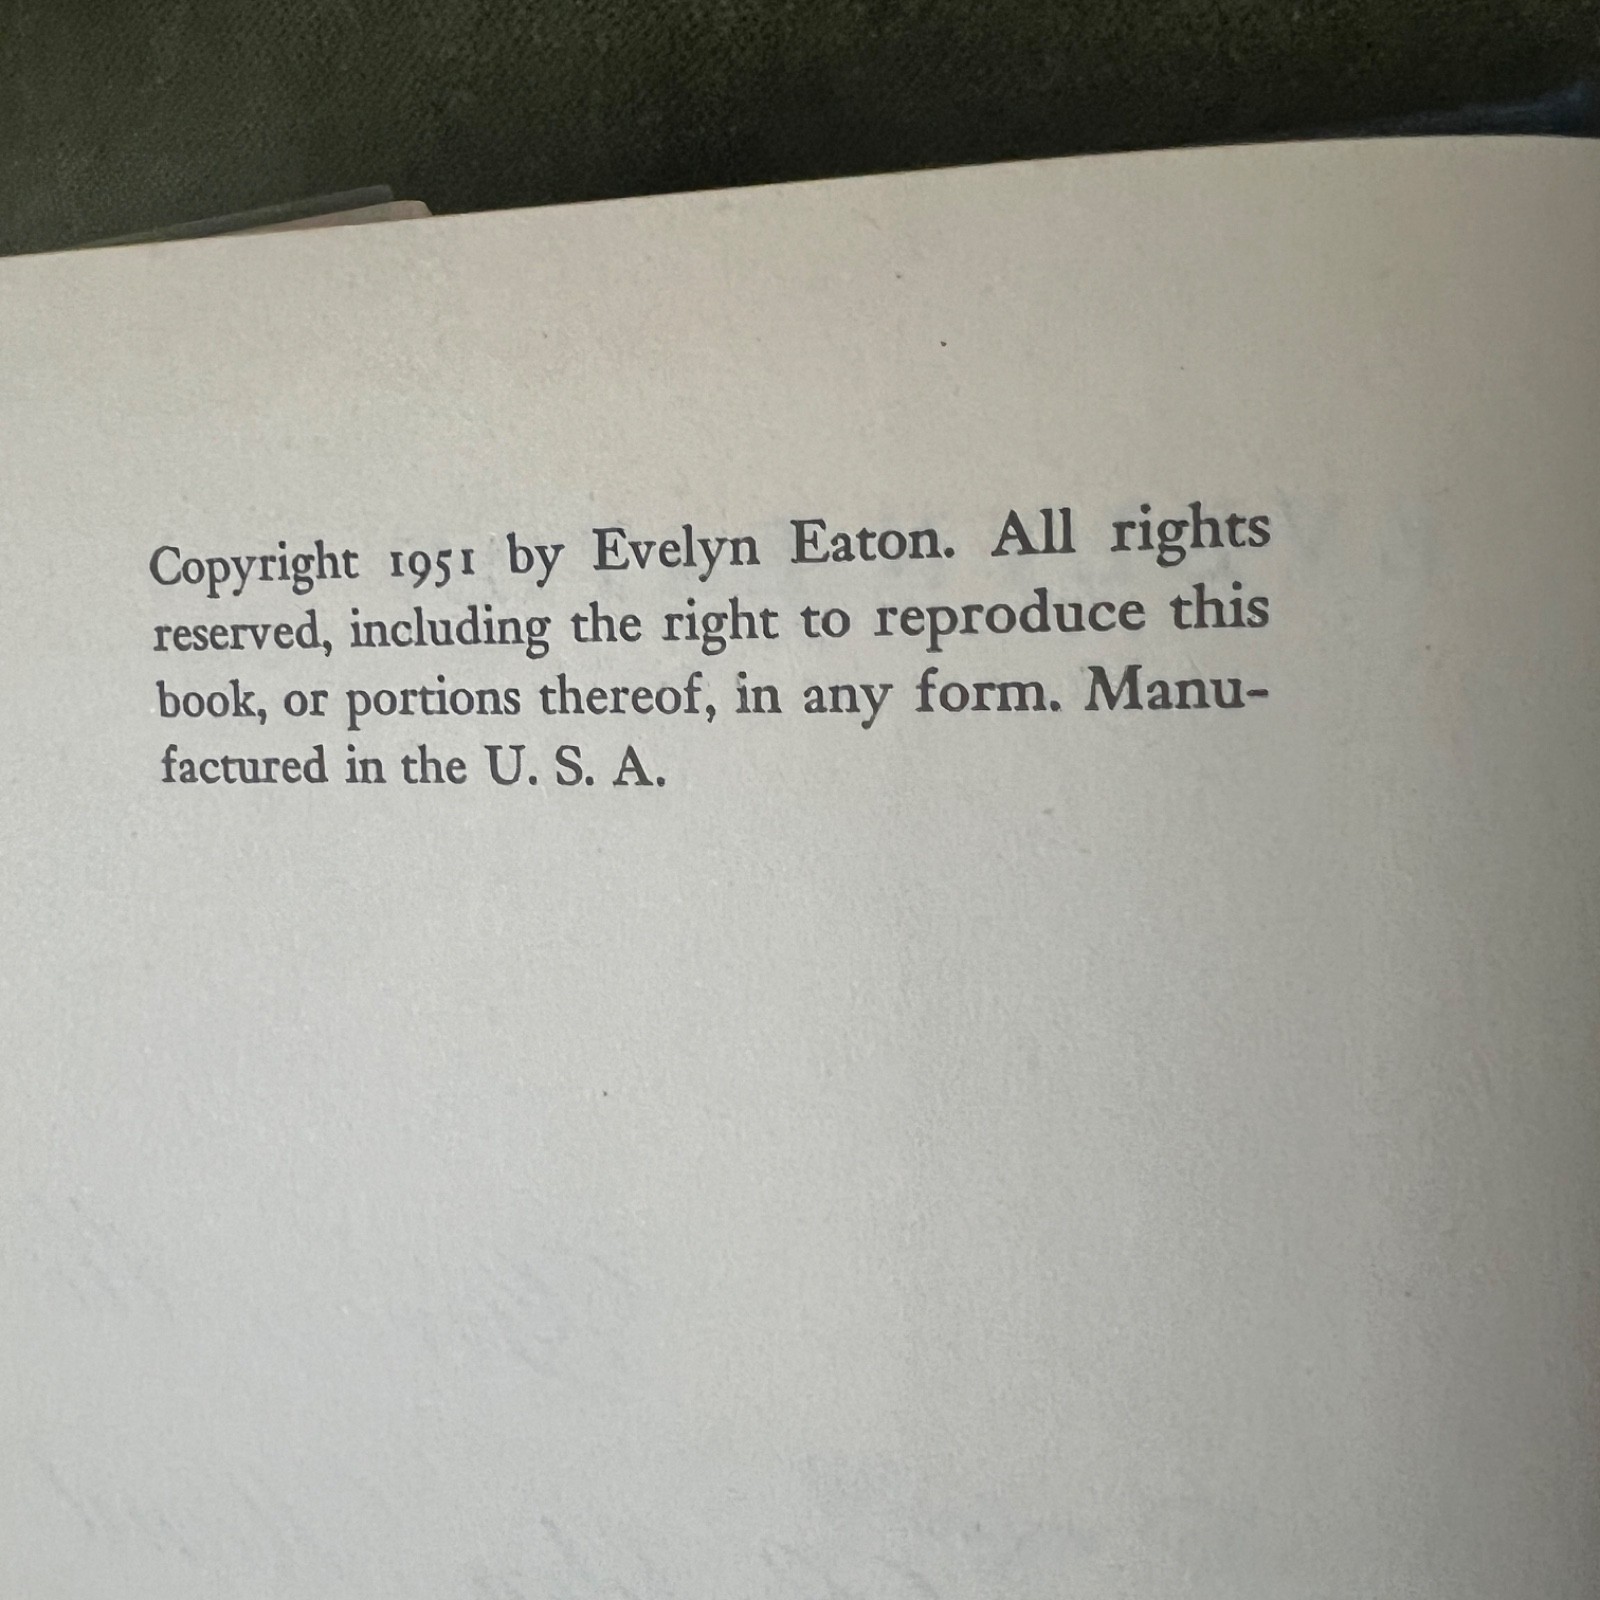 Copyright 1951 by Evelyn Eaton. All rights
reserved, including the right to reproduce this
book, or portions thereof, in any form. Manu-
factured in the U. S. A.